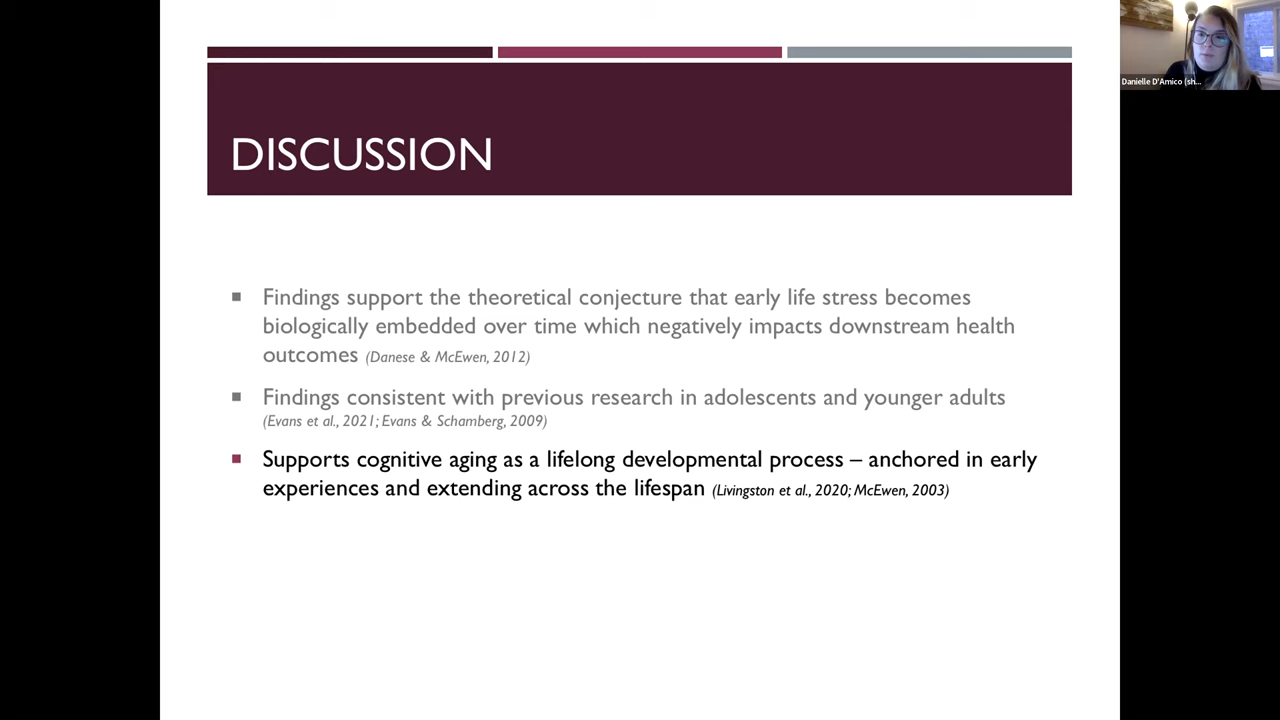 DISCUSSION
▪ Findings support the theoretical conjecture that early life stress becomes
biologically embedded over time which negatively impacts downstream health
outcomes (Danese & McEwen, 2012)
▪ Findings consistent with previous research in adolescents and younger adults
(Evans et al., 2021; Evans & Schamberg, 2009)
▪ Supports cognitive aging as a lifelong developmental process – anchored in early
experiences and extending across the lifespan (Livingston et al., 2020; McEwen, 2003)
Danielle D'Amico (sh...